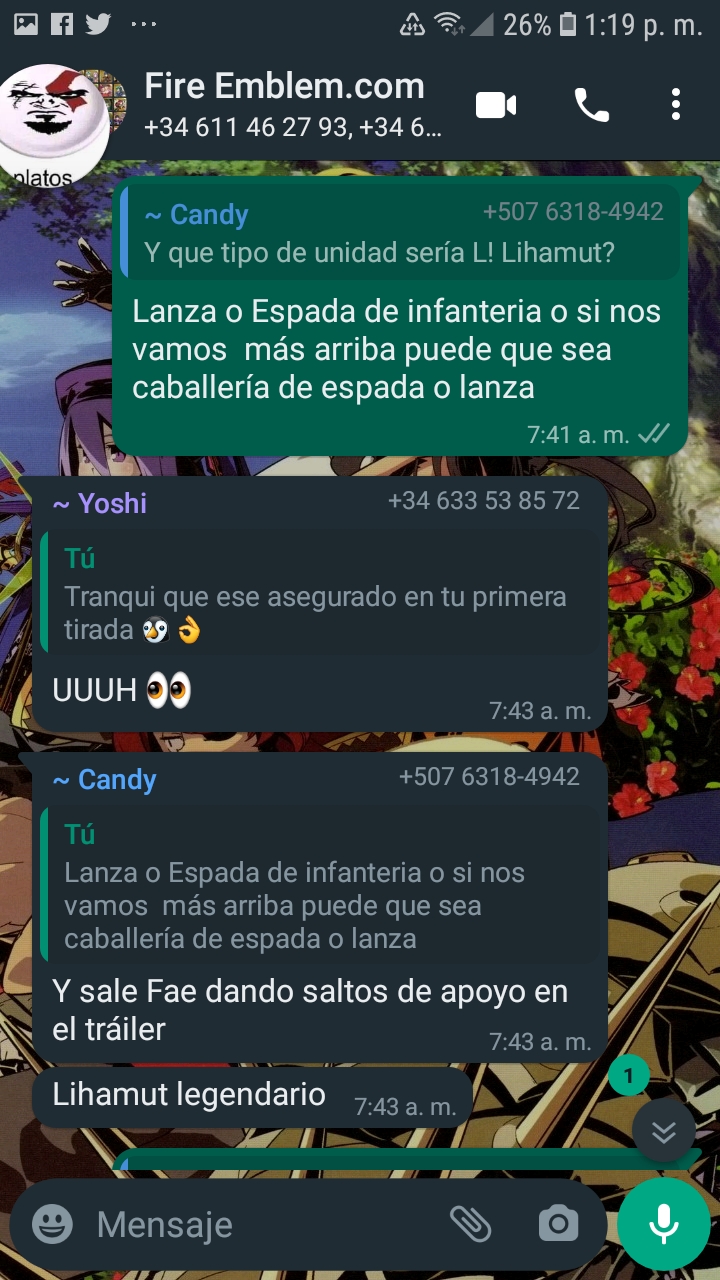 26% 1:19 p. m.
platos
Fire Emblem.com
+34 611 46 27 93, +34 6...
~ Candy +507 6318-4942
Y que tipo de unidad sería L! Lihamut?
Lanza o Espada de infanteria o si nos
vamos más arriba puede que sea
caballería de espada o lanza
7:41 a. m.
~ Yoshi +34 633 53 85 72
Tú
Tranqui que ese asegurado en tu primera
tirada 🐧👌
UUUH 👀
7:43 a. m.
~ Candy +507 6318-4942
Tú
Lanza o Espada de infanteria o si nos
vamos más arriba puede que sea
caballería de espada o lanza
Y sale Fae dando saltos de apoyo en
el tráiler
7:43 a. m.
1
Lihamut legendario 7:43 a. m.
Mensaje